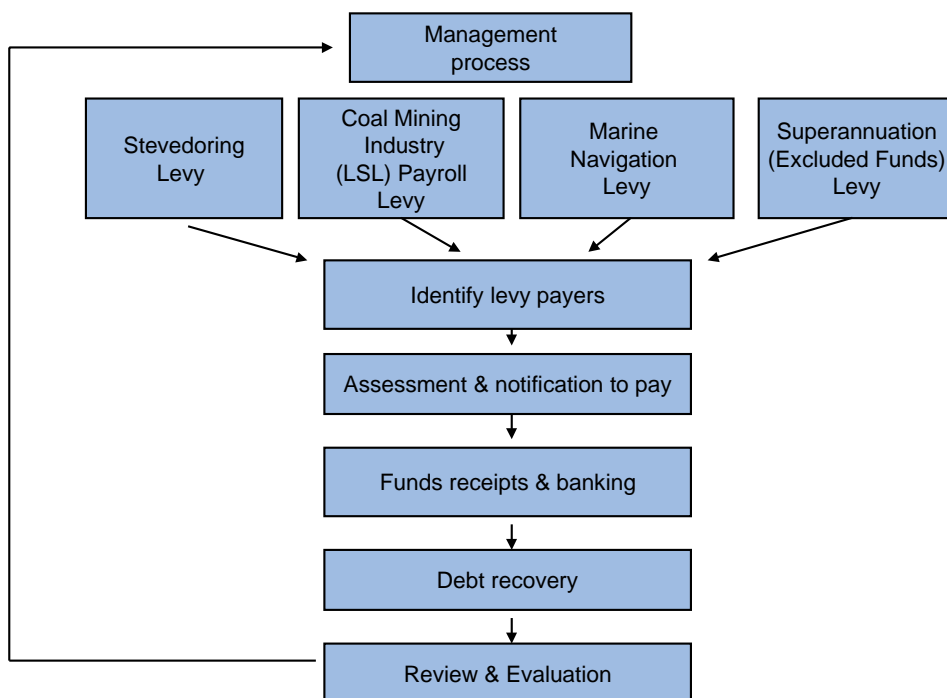 Management
process
Stevedoring
Levy
Coal Mining
Industry
(LSL) Payroll
Levy
Marine
Navigation
Levy
Superannuation
(Excluded Funds)
Levy
Identify levy payers
Assessment & notification to pay
Funds receipts & banking
Debt recovery
Review & Evaluation